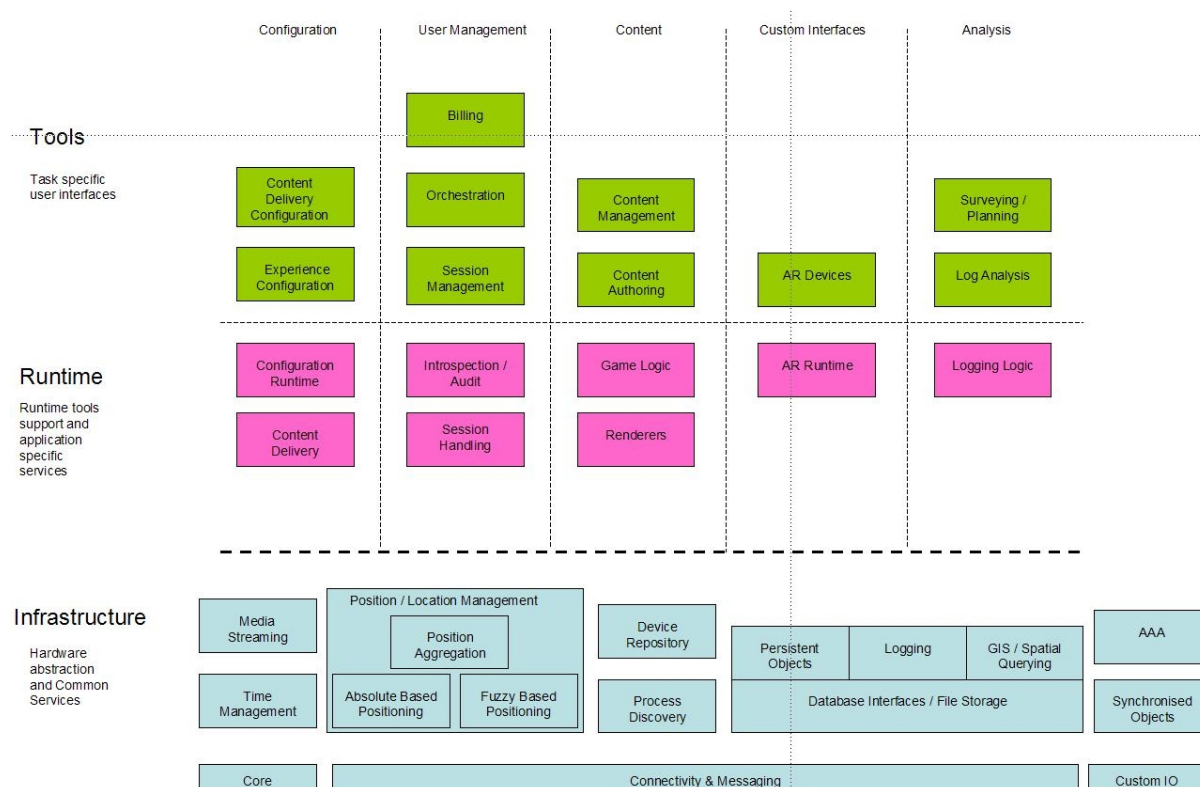 Configuration
User Management
Content
Custom Interfaces
Analysis
Tools
Task specific
user interfaces
Billing
Content
Delivery
Configuration
Orchestration
Content
Management
Surveying /
Planning
Experience
Configuration
Session
Management
Content
Authoring
AR Devices
Log Analysis
Runtime
Runtime tools
support and
application
specific
services
Configuration
Runtime
Introspection /
Audit
Game Logic
AR Runtime
Logging Logic
Content
Delivery
Session
Handling
Renderers
Infrastructure
Hardware
abstraction
and Common
Services
Media
Streaming
Position / Location Management
Position
Aggregation
Absolute Based
Positioning
Fuzzy Based
Positioning
Time
Management
Device
Repository
Process
Discovery
Persistent
Objects
Logging
GIS / Spatial
Querying
Database Interfaces / File Storage
AAA
Synchronised
Objects
Core
Connectivity & Messaging
Custom IO